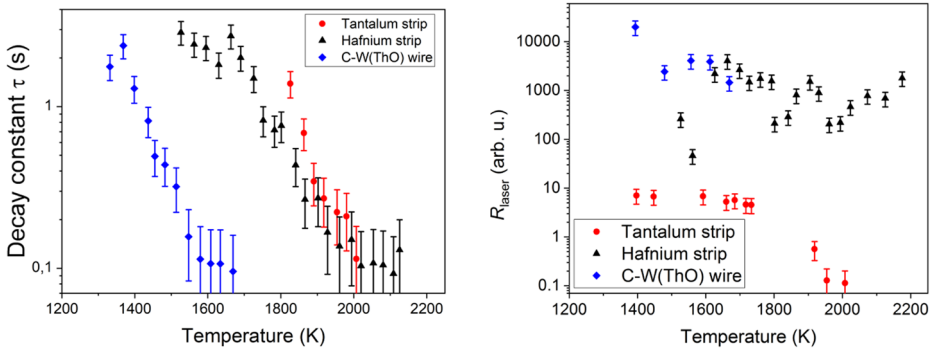 Tantalum strip
Hafnium strip
C-W(ThO) wire
Decay constant τ (s)
1
0,1
1200 1400 1600 1800 2000 2200
Temperature (K)
R_laser (arb. u.)
10000
1000
100
10
1
0.1
Tantalum strip
Hafnium strip
C-W(ThO) wire
1200 1400 1600 1800 2000 2200
Temperature (K)